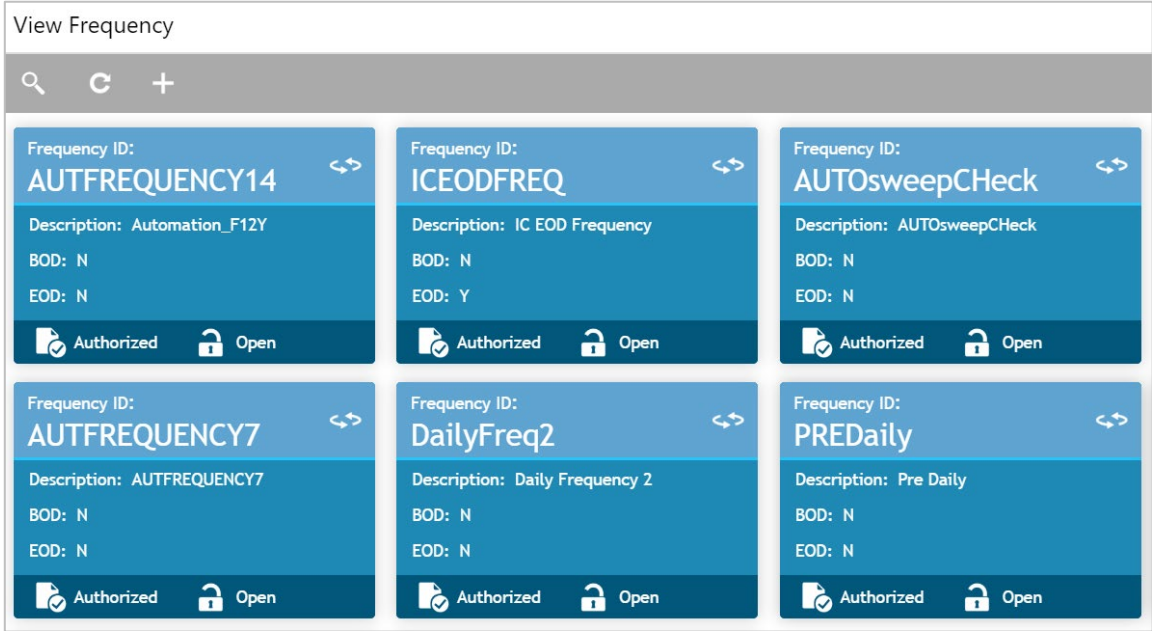 View Frequency
Frequency ID:
AUTFREQUENCY14
Description: Automation_F12Y
BOD: N
EOD: N
Authorized Open
Frequency ID:
ICEODFREQ
Description: IC EOD Frequency
BOD: N
EOD: Y
Authorized Open
Frequency ID:
AUTOsweepCHeck
Description: AUTOsweepCHeck
BOD: N
EOD: N
Authorized Open
Frequency ID:
AUTFREQUENCY7
Description: AUTFREQUENCY7
BOD: N
EOD: N
Authorized Open
Frequency ID:
DailyFreq2
Description: Daily Frequency 2
BOD: N
EOD: N
Authorized Open
Frequency ID:
PREDaily
Description: Pre Daily
BOD: N
EOD: N
Authorized Open